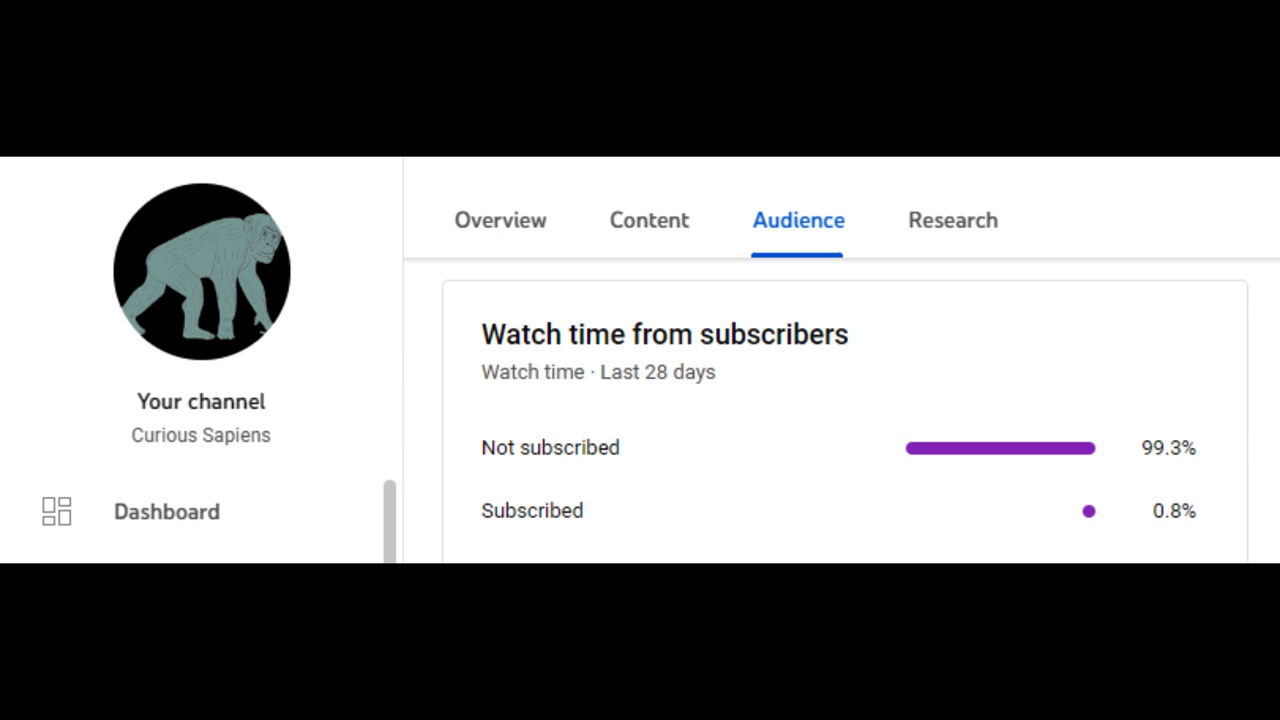 Overview Content Audience Research
Watch time from subscribers
Watch time · Last 28 days
Your channel
Curious Sapiens
Not subscribed 99.3%
Dashboard
Subscribed 0.8%